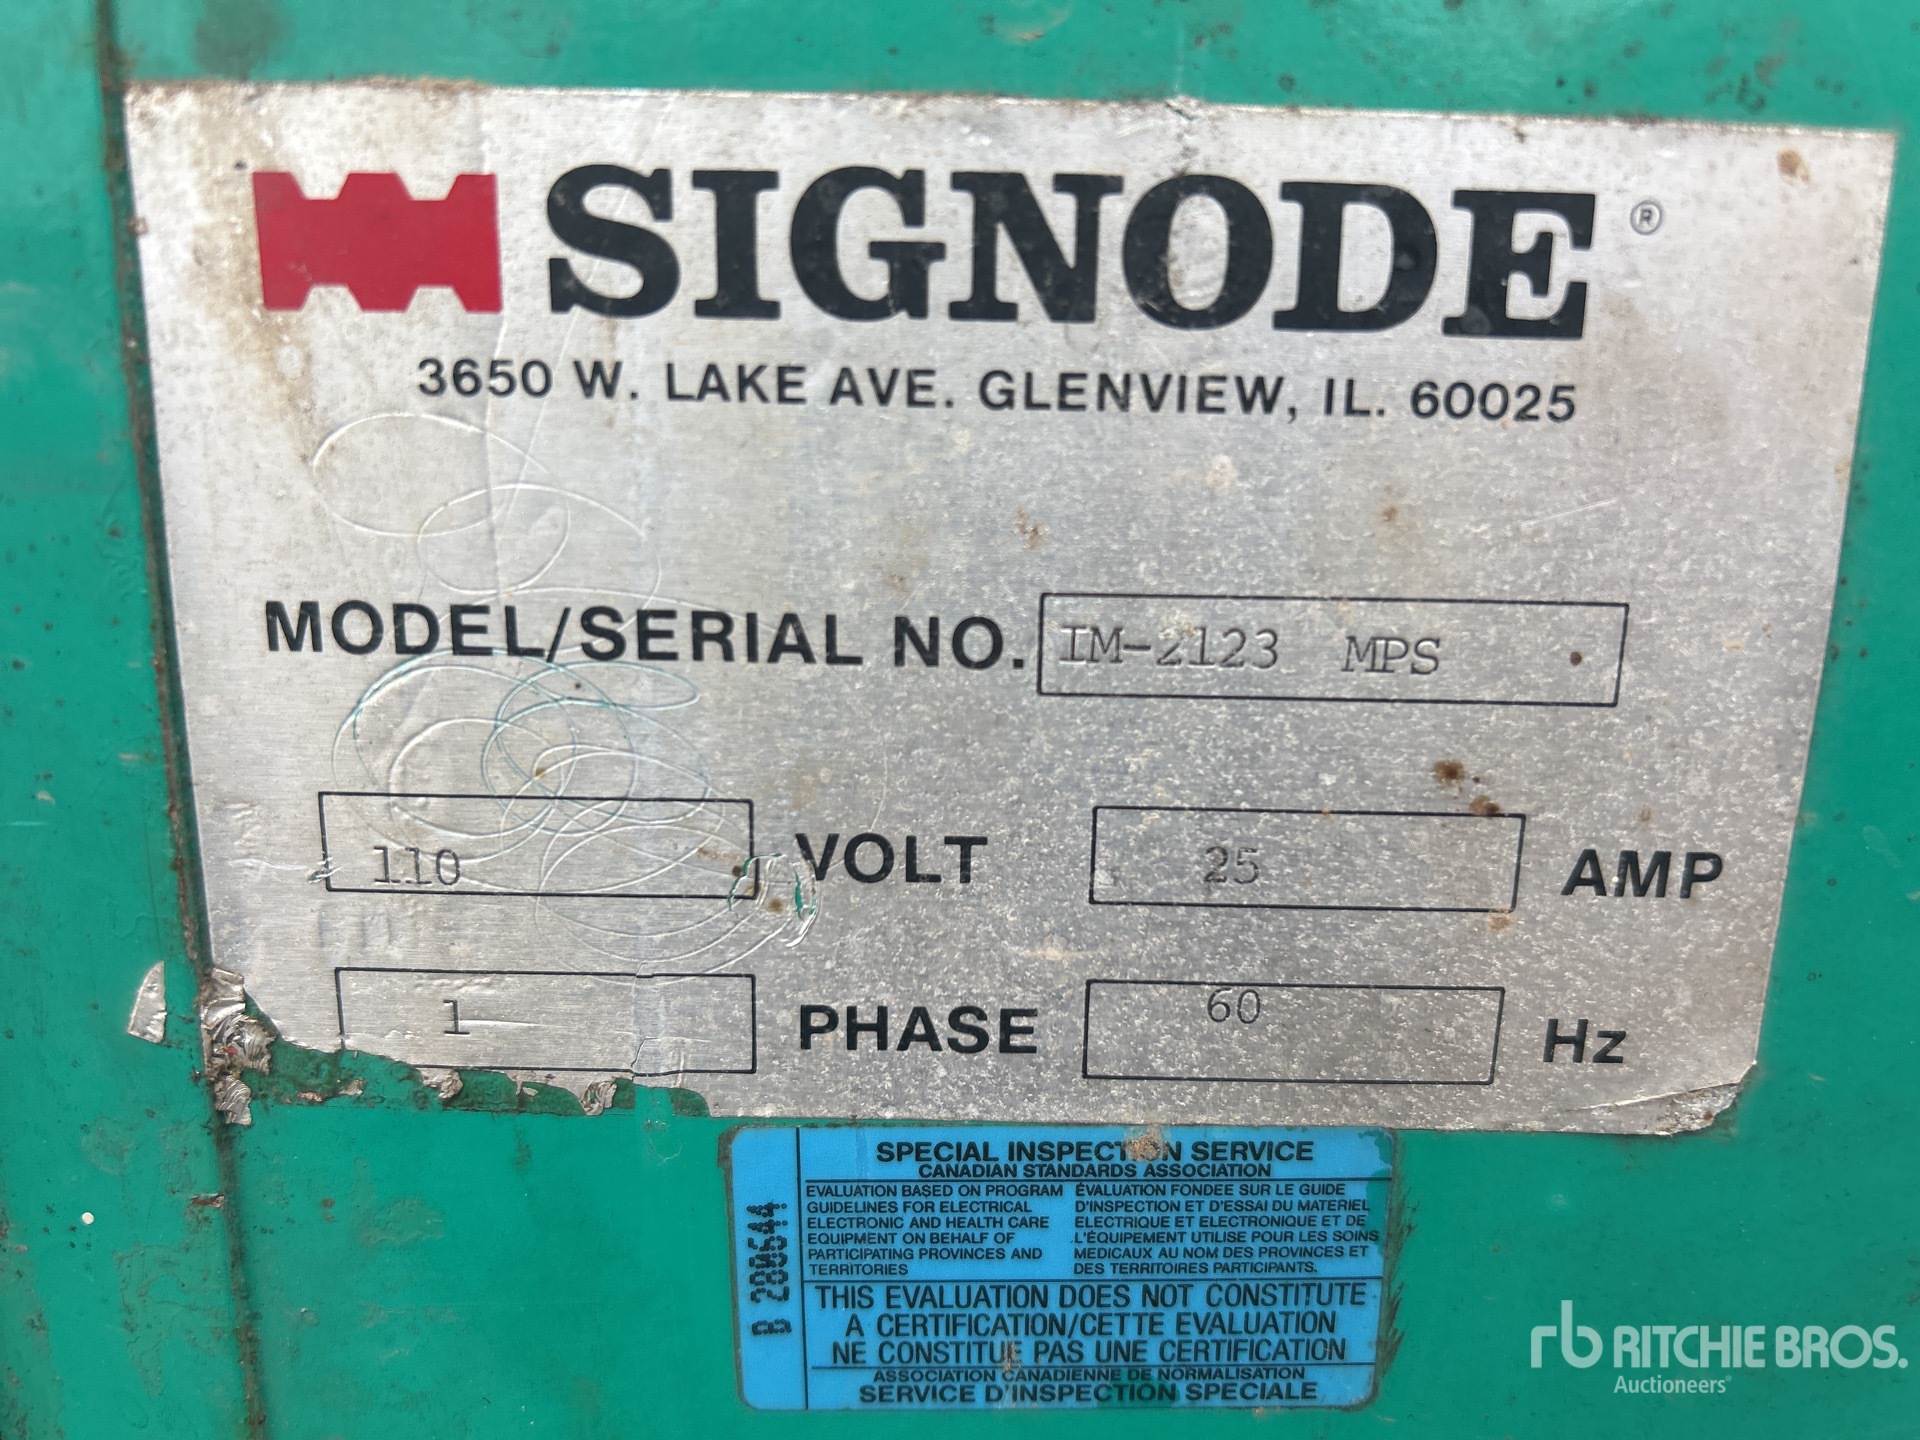 SIGNODE®
3650 W. LAKE AVE. GLENVIEW, IL. 60025
MODEL/SERIAL NO. IM-2123 MPS
110 VOLT 25 AMP
1 PHASE 60 Hz
SPECIAL INSPECTION SERVICE
CANADIAN STANDARDS ASSOCIATION
EVALUATION BASED ON PROGRAM
GUIDELINES FOR ELECTRICAL
ELECTRONIC AND HEALTH CARE
EQUIPMENT ON BEHALF OF
PARTICIPATING PROVINCES AND
TERRITORIES
ÉVALUATION FONDEE SUR LE GUIDE
D'INSPECTION ET D'ESSAI DU MATERIEL
ELECTRIQUE ET ELECTRONIQUE ET DE
L'ÉQUIPEMENT UTILISE POUR LES SOINS
MEDICAUX AU NOM DES PROVINCES ET
DES TERRITOIRES PARTICIPANTS.
THIS EVALUATION DOES NOT CONSTITUTE
A CERTIFICATION/CETTE EVALUATION
NE CONSTITUE PAS UNE CERTIFICATION
ASSOCIATION CANADIENNE DE NORMALISATION
SERVICE D'INSPECTION SPECIALE
rb RITCHIE BROS.
Auctioneers